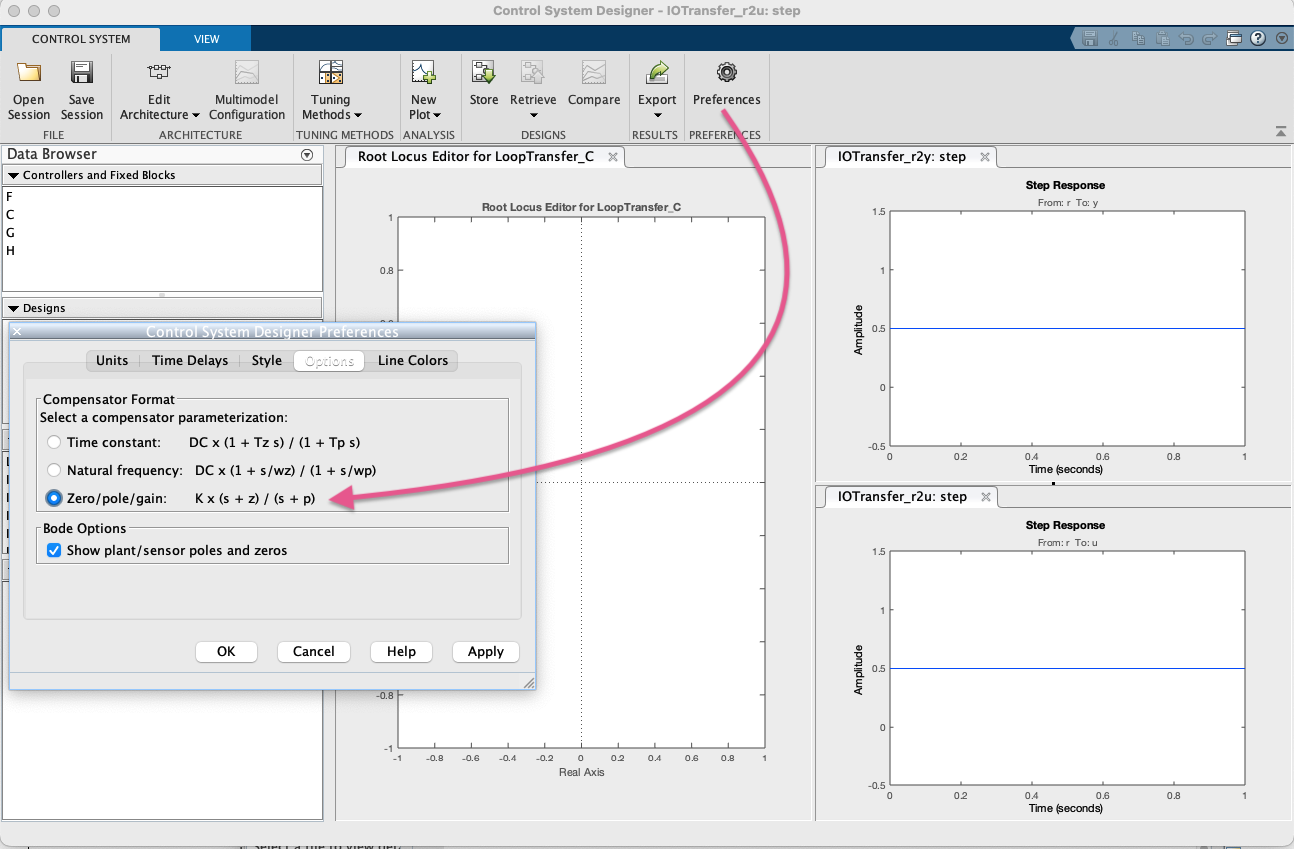 Control System Designer - IOTransfer_r2u: step
CONTROL SYSTEM
VIEW
Open Session
Save Session
Edit Architecture
Multimodel Configuration
Tuning Methods
New Plot
Store
Retrieve
Compare
Export
Preferences
FILE
ARCHITECTURE
TUNING METHODS
ANALYSIS
DESIGNS
RESULTS
PREFERENCES
Data Browser
Controllers and Fixed Blocks
F
C
G
H
Designs
Control System Designer Preferences
Units
Time Delays
Style
Options
Line Colors
Compensator Format
Select a compensator parameterization:
Time constant: DC x (1 + Tz s) / (1 + Tp s)
Natural frequency: DC x (1 + s/wz) / (1 + s/wp)
Zero/pole/gain: K x (s + z) / (s + p)
Bode Options
Show plant/sensor poles and zeros
OK
Cancel
Help
Apply
Root Locus Editor for LoopTransfer_C
Root Locus Editor for LoopTransfer_C
1
0.8
-0.8
-1
-1 -0.8 -0.6 -0.4 -0.2 0 0.2 0.4 0.6 0.8 1
Real Axis
IOTransfer_r2y: step
Step Response
From: r To: y
Amplitude
1.5
1
0.5
0
-0.5
0 0.2 0.4 0.6 0.8 1
Time (seconds)
IOTransfer_r2u: step
Step Response
From: r To: u
Amplitude
1.5
1
0.5
0
-0.5
0 0.2 0.4 0.6 0.8 1
Time (seconds)